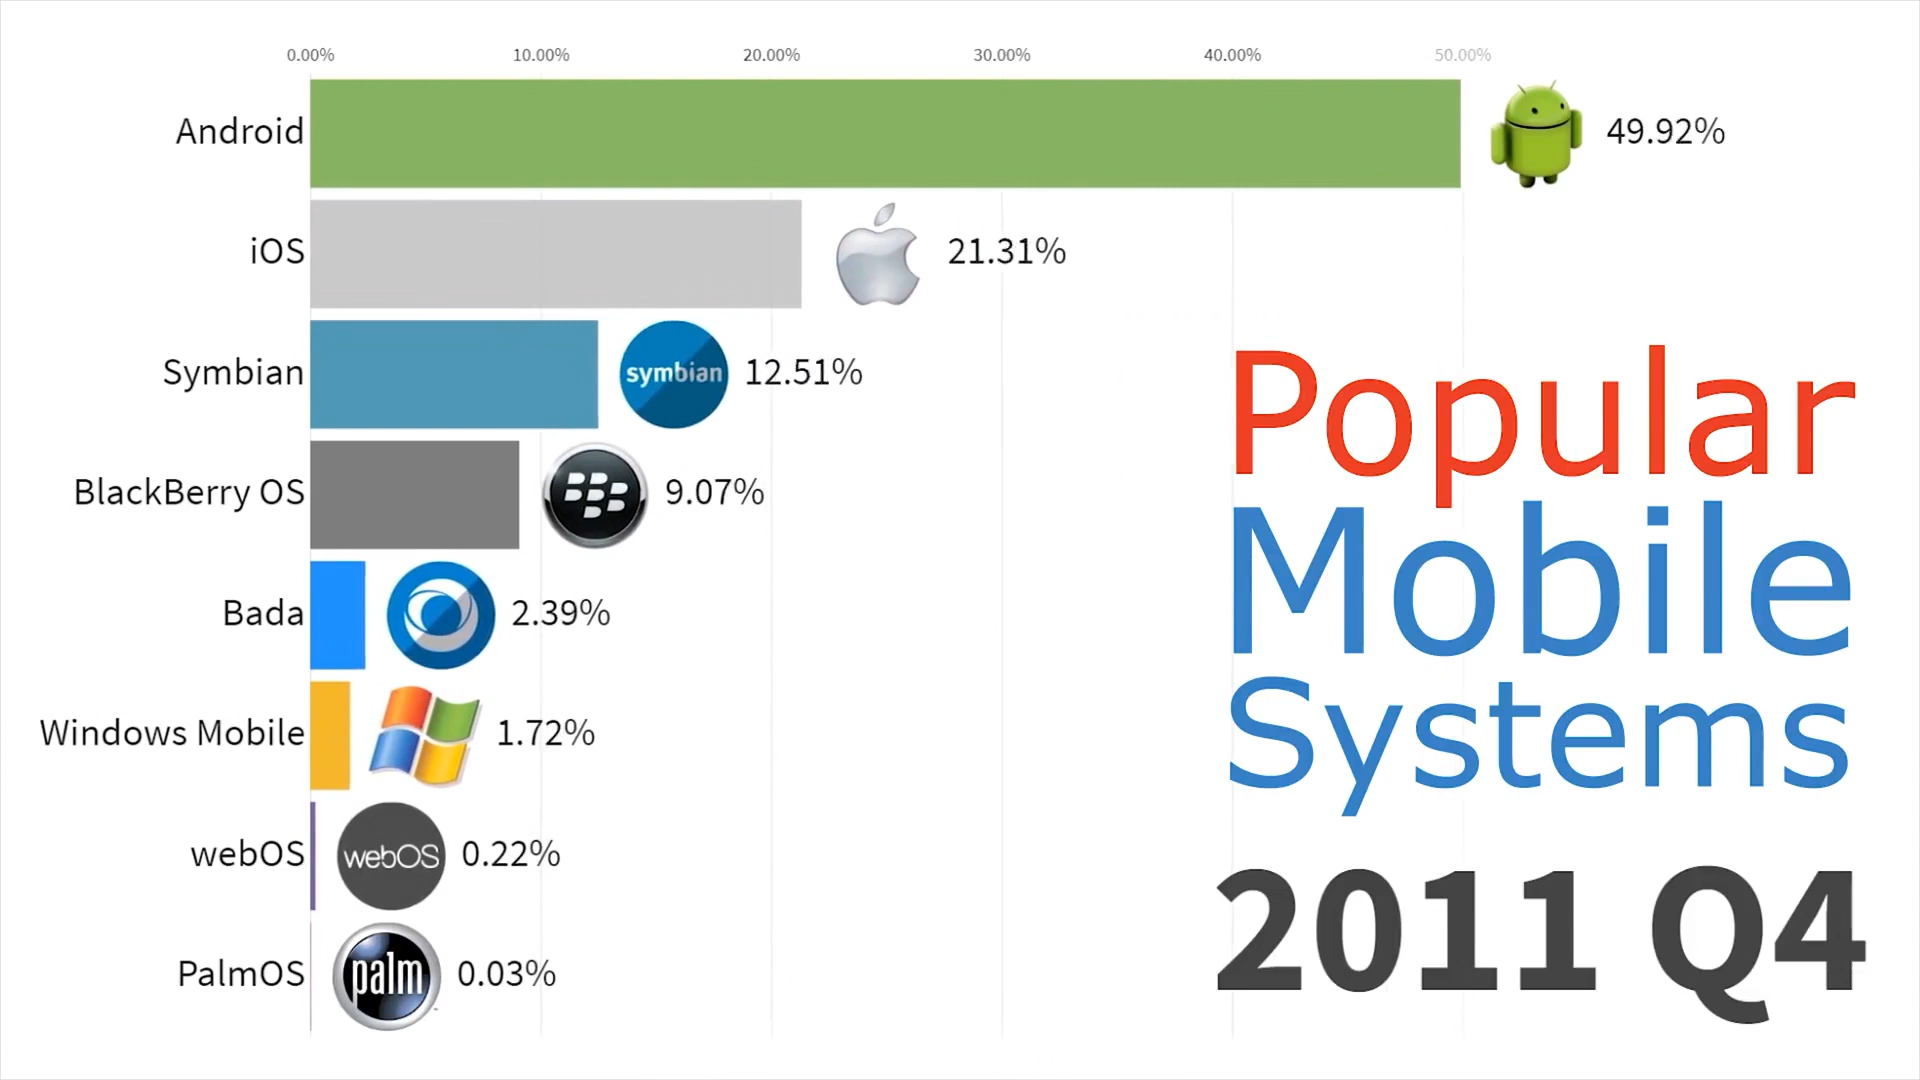 0.00% 10.00% 20.00% 30.00% 40.00% 50.00%
Android 49.92%
iOS 21.31%
Symbian symbian 12.51%
BlackBerry OS 9.07%
Bada 2.39%
Windows Mobile 1.72%
webOS webOS 0.22%
PalmOS palm 0.03%
Popular
Mobile
Systems
2011 Q4